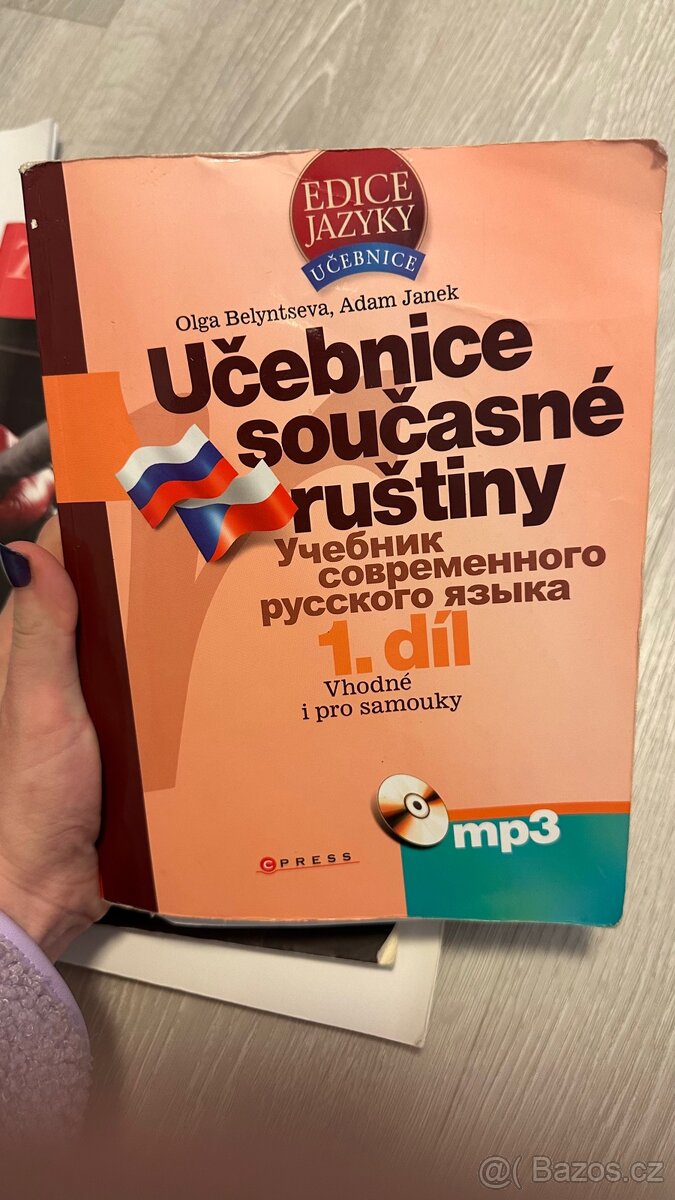 EDICE
JAZYKY
UČEBNICE
Olga Belyntseva, Adam Janek
Učebnice
současné
ruštiny
Учебник
современного
русского языка
1. díl
Vhodné
i pro samouky
mp3
CPRESS
@( Bazos.cz